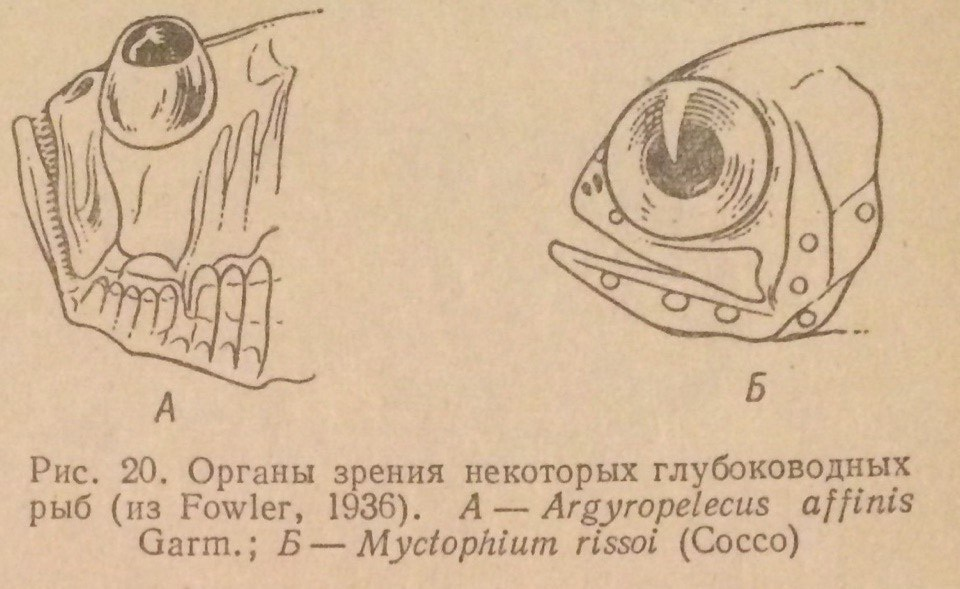 А
Б
Рис. 20. Органы зрения некоторых глубоководных
рыб (из Fowler, 1936). А — Argyropelecus affinis
Garm.; Б — Myctophium rissoi (Cocco)